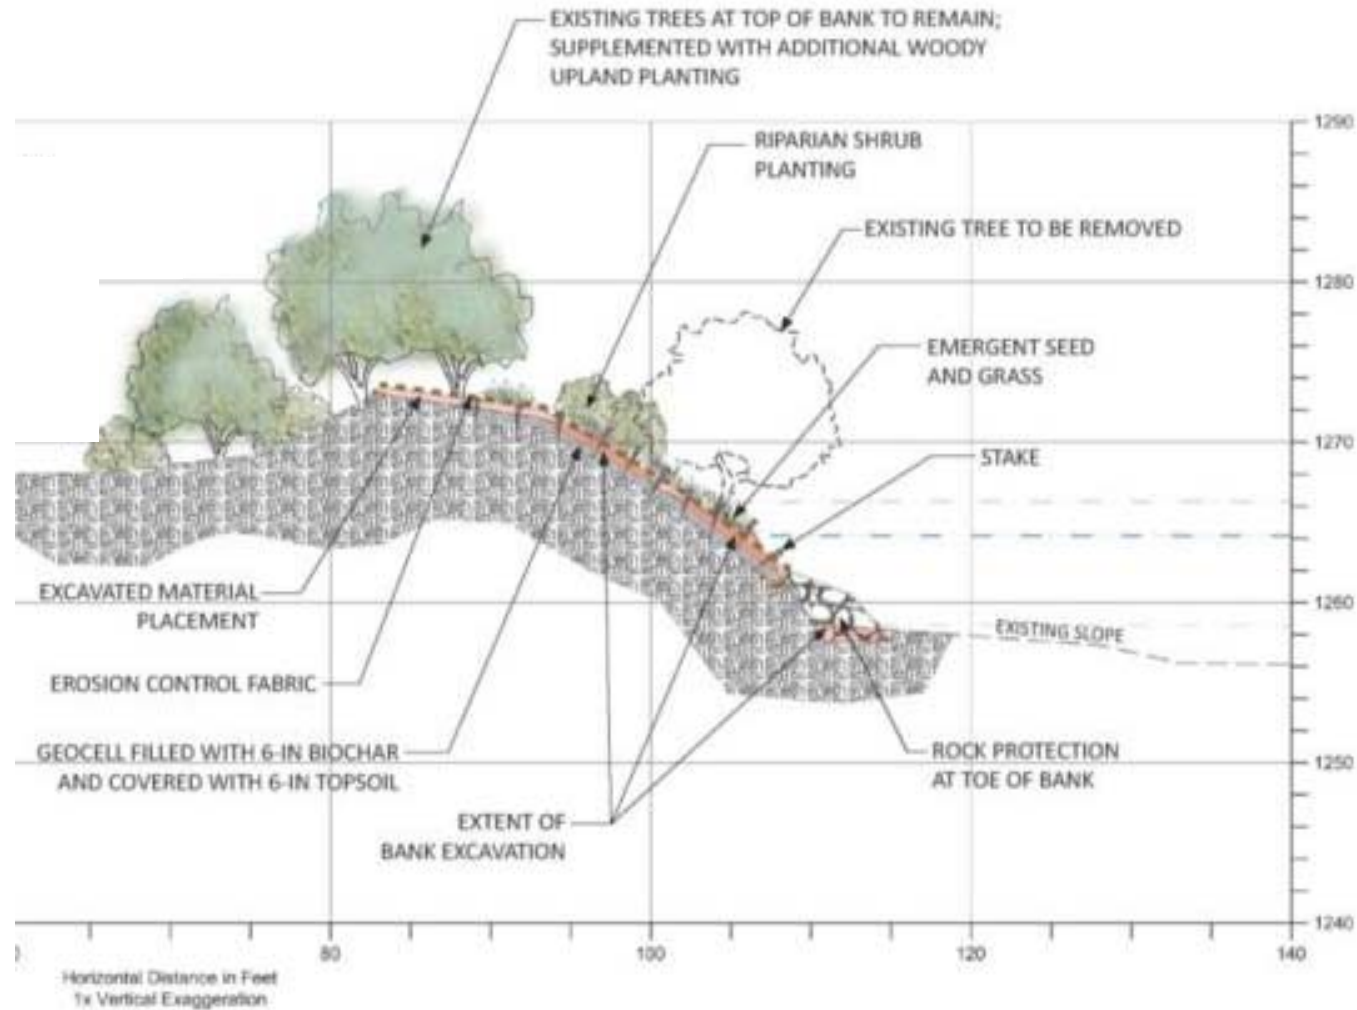 EXISTING TREES AT TOP OF BANK TO REMAIN;
SUPPLEMENTED WITH ADDITIONAL WOODY
UPLAND PLANTING
1290
RIPARIAN SHRUB
PLANTING
EXISTING TREE TO BE REMOVED
1280
EMERGENT SEED
AND GRASS
1270
STAKE
EXCAVATED MATERIAL
PLACEMENT
1260
EXISTING SLOPE
EROSION CONTROL FABRIC
GEOCELL FILLED WITH 6-IN BIOCHAR
AND COVERED WITH 6-IN TOPSOIL
ROCK PROTECTION
AT TOE OF BANK
1250
EXTENT OF
BANK EXCAVATION
1240
80 100 120 140
Horizontal Distance in Feet
1x Vertical Exaggeration